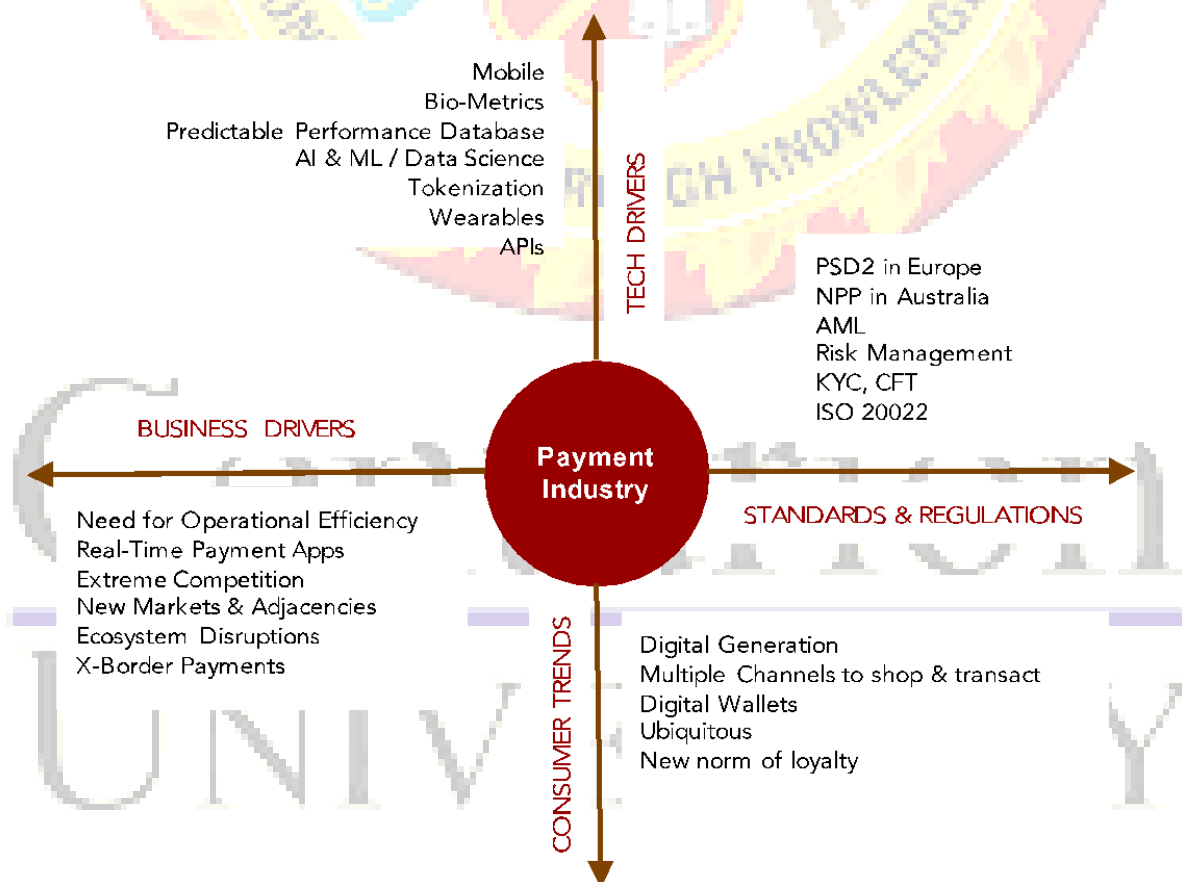 Mobile
Bio-Metrics
Predictable Performance Database
AI & ML / Data Science
Tokenization
Wearables
APIs
TECH DRIVERS
GH KNOWLEDG
PSD2 in Europe
NPP in Australia
AML
Risk Management
KYC, CFT
ISO 20022
BUSINESS DRIVERS
Payment
Industry
STANDARDS & REGULATIONS
Need for Operational Efficiency
Real-Time Payment Apps
Extreme Competition
New Markets & Adjacencies
Ecosystem Disruptions
X-Border Payments
CONSUMER TRENDS
Digital Generation
Multiple Channels to shop & transact
Digital Wallets
Ubiquitous
New norm of loyalty